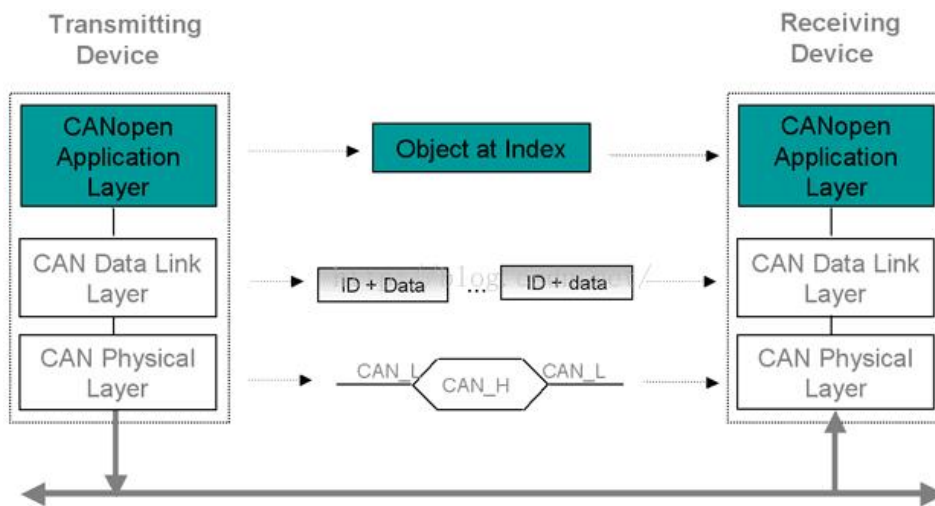 Transmitting
Device
Receiving
Device
CANopen
Application
Layer
Object at Index
CANopen
Application
Layer
CAN Data Link
Layer
ID + Data
...
ID + data
CAN Data Link
Layer
CAN Physical
Layer
CAN_L
CAN_H
CAN_L
CAN Physical
Layer